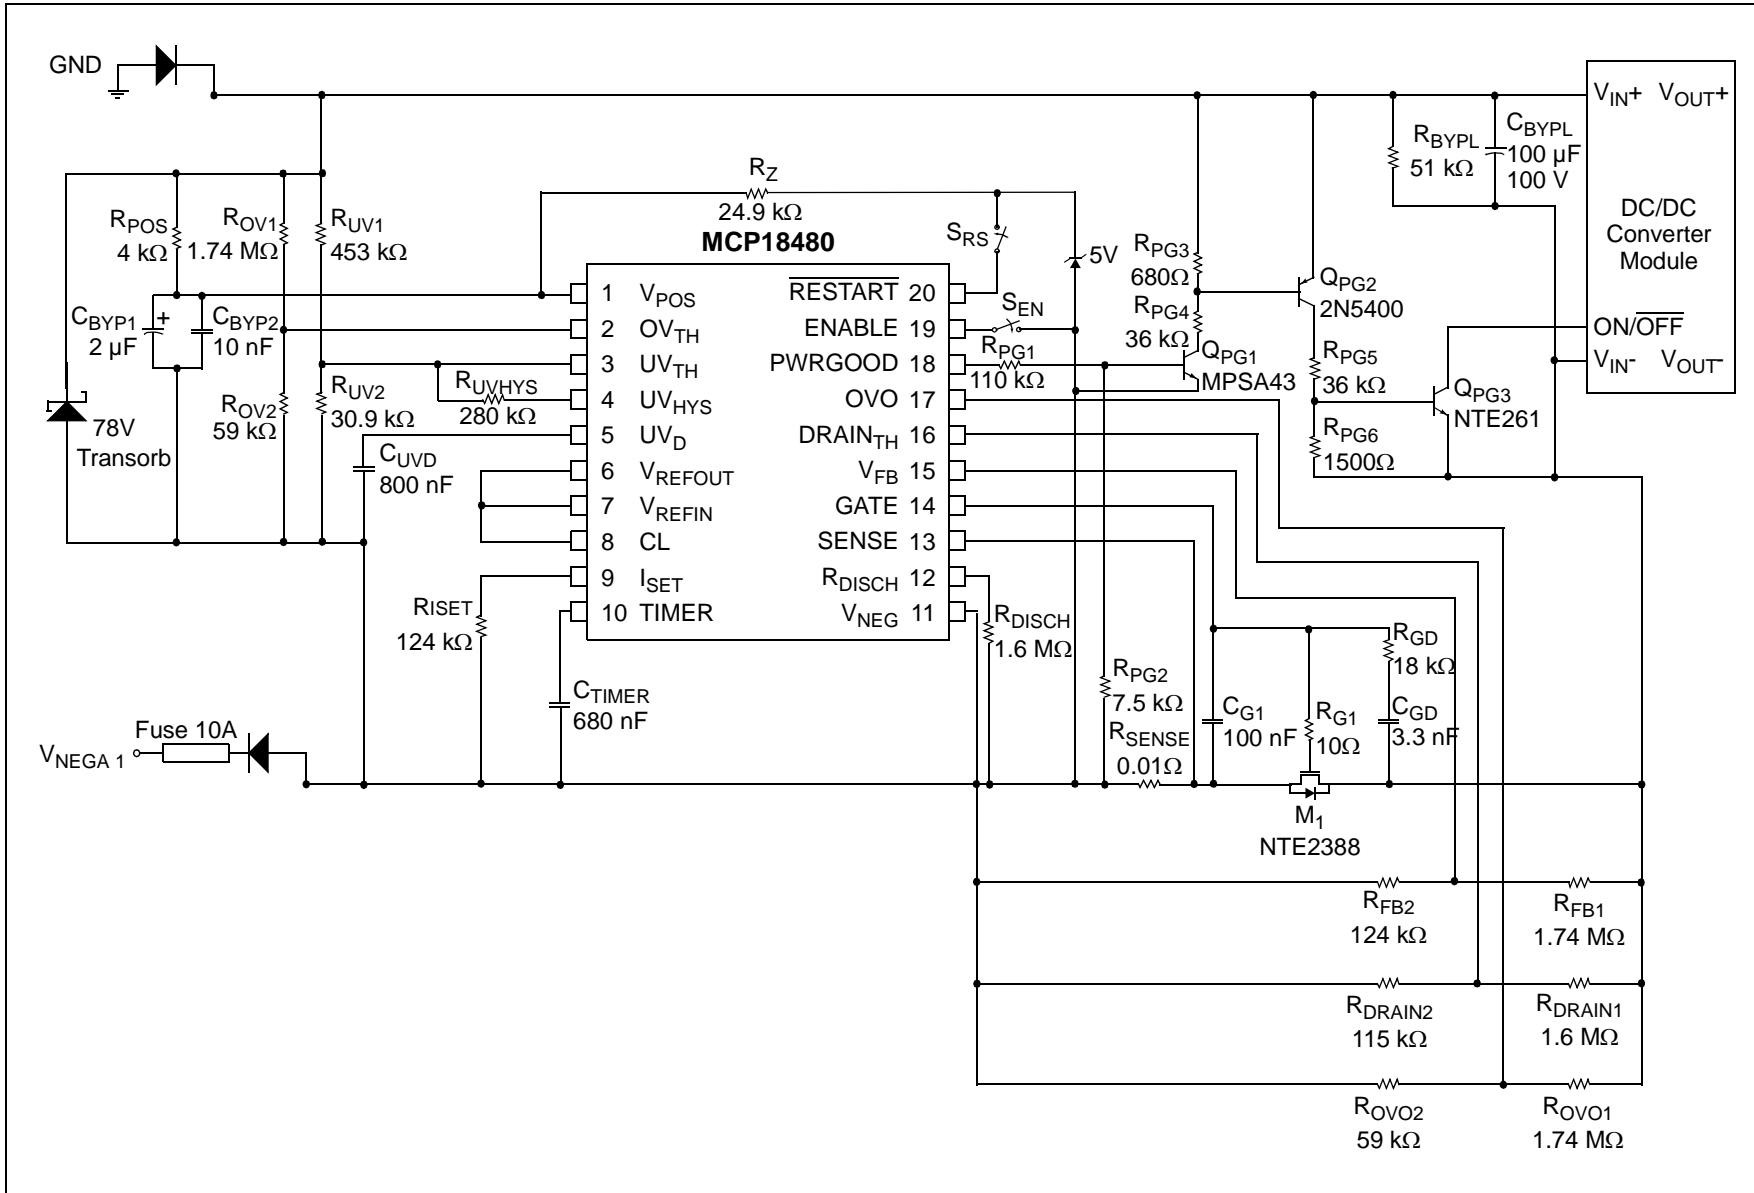 GND
V_IN+ V_OUT+
R_BYPL
51 kΩ
C_BYPL
100 µF
100 V
DC/DC
Converter
Module
ON/OFF
V_IN- V_OUT-
R_Z
24.9 kΩ
MCP18480
R_POS
4 kΩ
R_OV1
1.74 MΩ
R_UV1
453 kΩ
S_RS
5V
R_PG3
680Ω
Q_PG2
2N5400
C_BYP1
2 µF
+
C_BYP2
10 nF
R_PG4
36 kΩ
S_EN
R_PG1
110 kΩ
Q_PG1
MPSA43
R_PG5
36 kΩ
Q_PG3
NTE261
R_PG6
1500Ω
R_UVHYS
280 kΩ
R_OV2
59 kΩ
R_UV2
30.9 kΩ
78V
Transorb
C_UVD
800 nF
1 V_POS RESTART 20
2 OV_TH ENABLE 19
3 UV_TH PWRGOOD 18
4 UV_HYS OVO 17
5 UV_D DRAIN_TH 16
6 V_REFOUT V_FB 15
7 V_REFIN GATE 14
8 CL SENSE 13
9 I_SET R_DISCH 12
10 TIMER V_NEG 11
RISET
124 kΩ
R_DISCH
1.6 MΩ
C_TIMER
680 nF
R_PG2
7.5 kΩ
R_SENSE
0.01Ω
C_G1
100 nF
R_G1
10Ω
R_GD
18 kΩ
C_GD
3.3 nF
Fuse 10A
V_NEGA 1
M_1
NTE2388
R_FB2
124 kΩ
R_FB1
1.74 MΩ
R_DRAIN2
115 kΩ
R_DRAIN1
1.6 MΩ
R_OVO2
59 kΩ
R_OVO1
1.74 MΩ